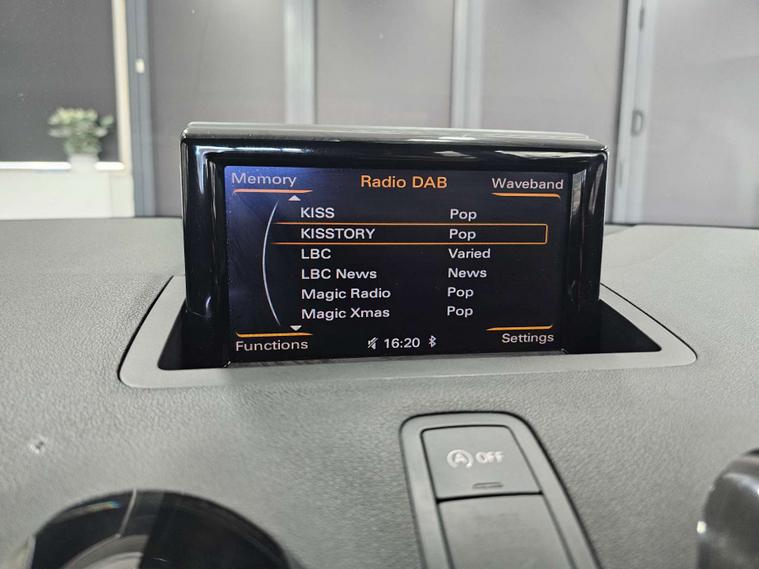 Memory Radio DAB Waveband
KISS Pop
KISSTORY Pop
LBC Varied
LBC News News
Magic Radio Pop
Magic Xmas Pop
Functions 16:20 Settings
A OFF